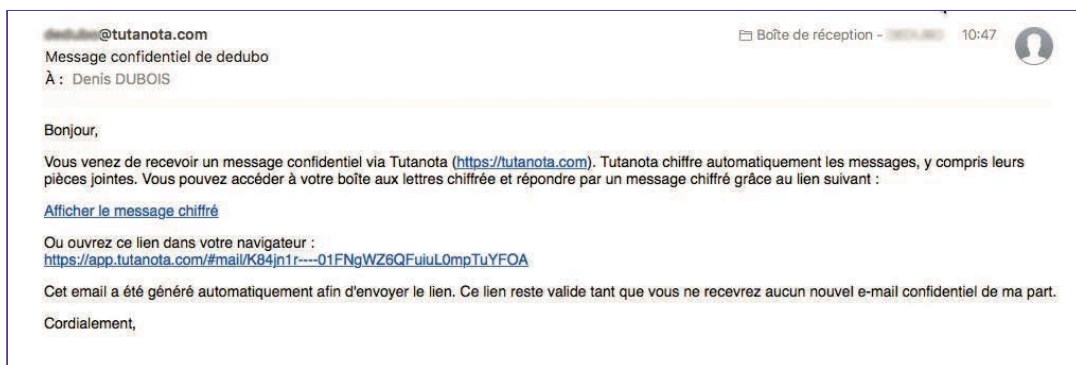 @tutanota.com
Boîte de réception - 10:47
Message confidentiel de dedubo
À : Denis DUBOIS
Bonjour,
Vous venez de recevoir un message confidentiel via Tutanota (https://tutanota.com). Tutanota chiffre automatiquement les messages, y compris leurs
pièces jointes. Vous pouvez accéder à votre boîte aux lettres chiffrée et répondre par un message chiffré grâce au lien suivant :
Afficher le message chiffré
Ou ouvrez ce lien dans votre navigateur :
https://app.tutanota.com/#mail/K84jn1r----01FNgWZ6QFuiuL0mpTuYFOA
Cet email a été généré automatiquement afin d'envoyer le lien. Ce lien reste valide tant que vous ne recevrez aucun nouvel e-mail confidentiel de ma part.
Cordialement,